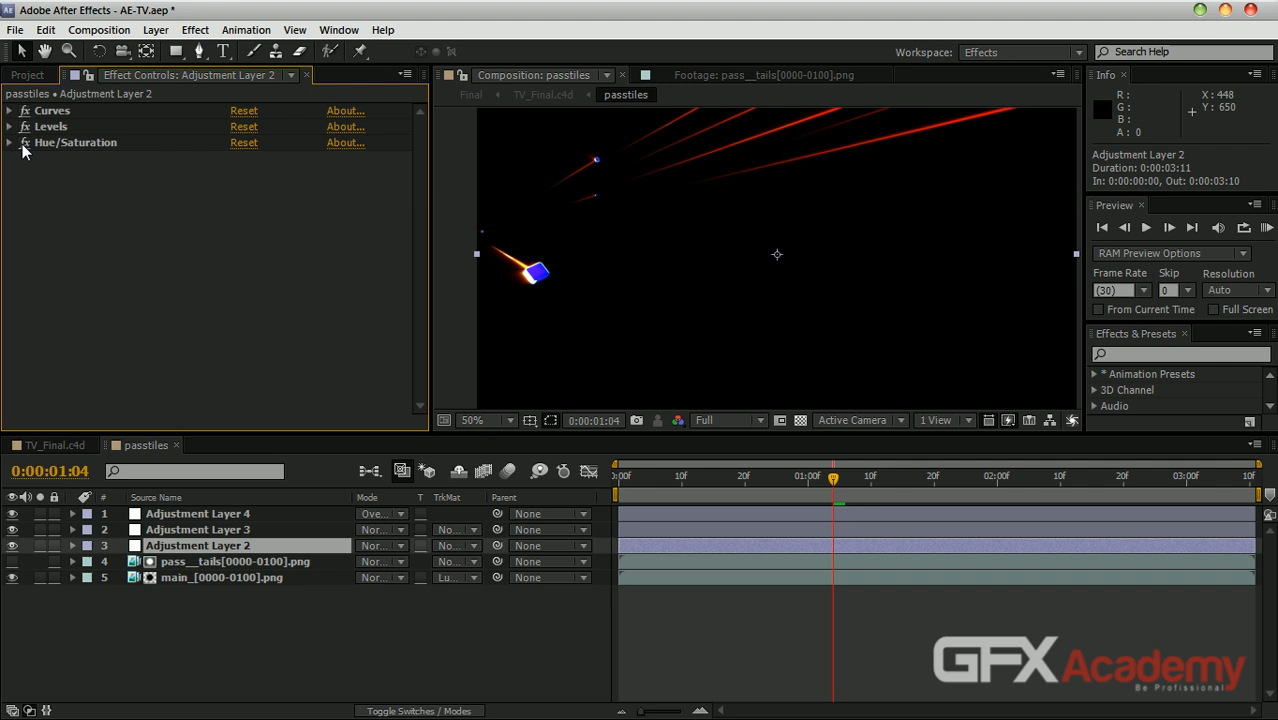 Adobe After Effects - AE-TV.aep *
File Edit Composition Layer Effect Animation View Window Help
Workspace: Effects Search Help
Project Effect Controls: Adjustment Layer 2 Composition: passtiles Footage: pass__tails[0000-0100].png Info
passtiles • Adjustment Layer 2
Final TV_Final.c4d passtiles
fx Curves Reset About...
fx Levels Reset About...
fx Hue/Saturation Reset About...
R: X: 448
G: Y: 650
B:
A: 0
Adjustment Layer 2
Duration: 0:00:03:11
In: 0:00:00:00, Out: 0:00:03:10
Preview
RAM Preview Options
Frame Rate Skip Resolution
(30) 0 Auto
From Current Time Full Screen
Effects & Presets
* Animation Presets
3D Channel
Audio
50% 0:00:01:04 Full Active Camera 1 View
TV_Final.c4d passtiles
0:00:01:04
0:00f 10f 20f 01:00f 10f 20f 02:00f 10f 20f 03:00f 10f
# Source Name Mode T TrkMat Parent
1 Adjustment Layer 4 Ove... None
2 Adjustment Layer 3 Nor... No... None
3 Adjustment Layer 2 Nor... No... None
4 pass__tails[0000-0100].png Nor... No... None
5 main_[0000-0100].png Nor... Lu... None
Toggle Switches / Modes
GFXAcademy
Be Profissional